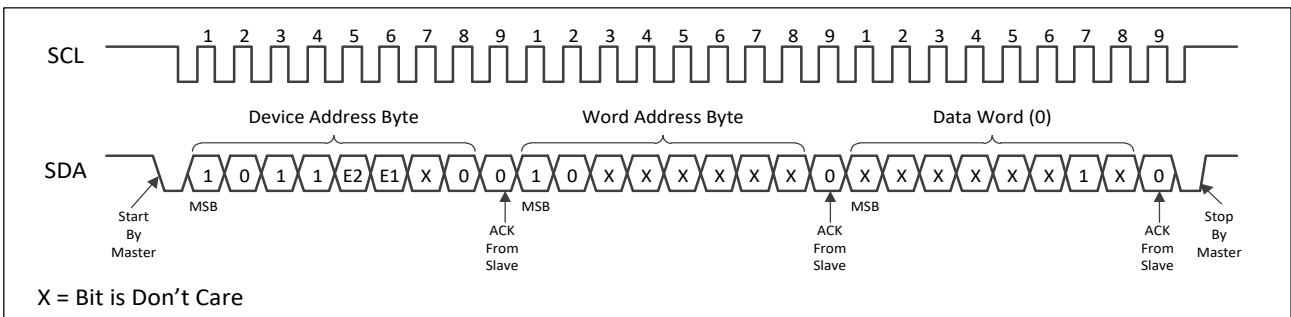 SCL 1 2 3 4 5 6 7 8 9 1 2 3 4 5 6 7 8 9 1 2 3 4 5 6 7 8 9
Device Address Byte Word Address Byte Data Word (0)
SDA 1 0 1 1 E2 E1 X 0 0 1 0 X X X X X X 0 X X X X X X 1 X 0
MSB MSB MSB
Start
By
Master
ACK
From
Slave
ACK
From
Slave
ACK
From
Slave
Stop
By
Master
X = Bit is Don't Care